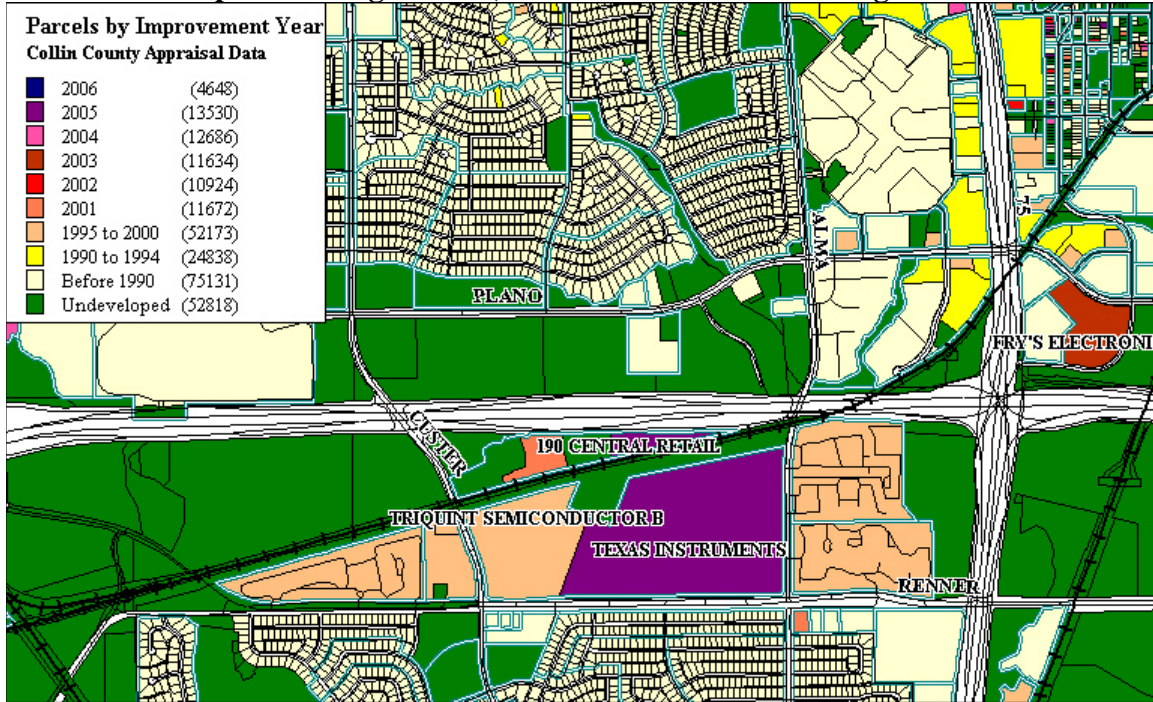 Parcels by Improvement Year
Collin County Appraisal Data
2006 (4648)
2005 (13530)
2004 (12686)
2003 (11634)
2002 (10924)
2001 (11672)
1995 to 2000 (52173)
1990 to 1994 (24838)
Before 1990 (75131)
Undeveloped (52818)
75
ALMA
PLANO
FRY'S ELECTRONI
CUSTER
190 CENTRAL RETAIL
TRIQUINT SEMICONDUCTOR B
TEXAS INSTRUMENTS
RENNER